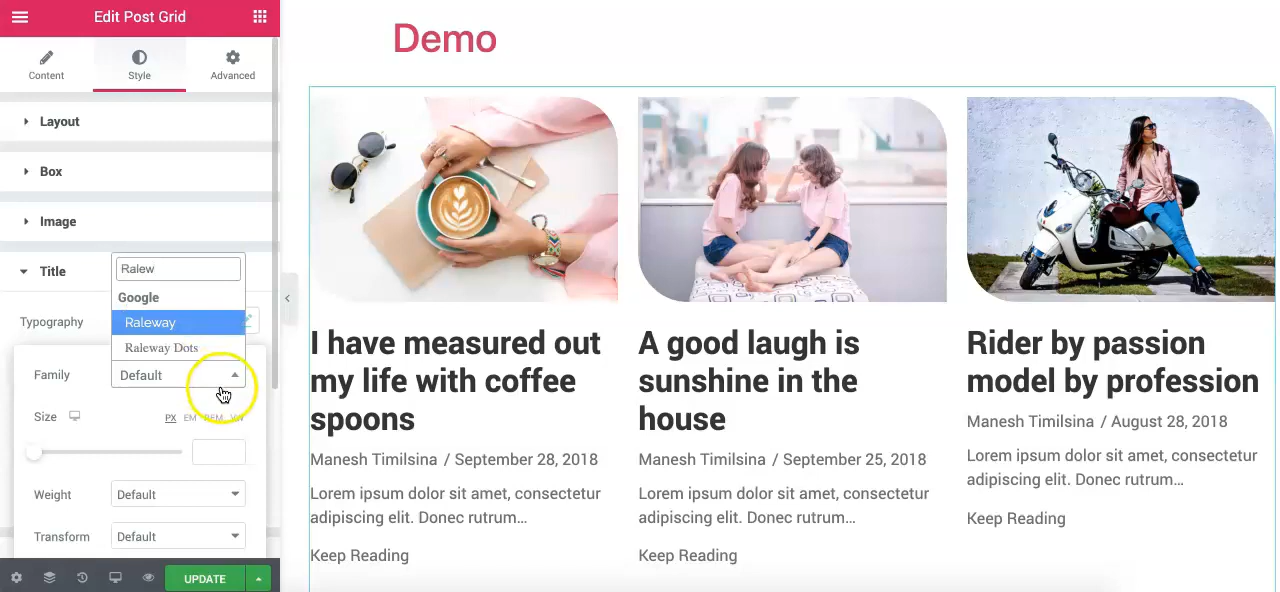 Edit Post Grid
Content
Style
Advanced
Layout
Box
Image
Title
Ralew
Google
Typography
Raleway
Raleway Dots
Family
Default
Size
PX EM REM VW
Weight
Default
Transform
Default
UPDATE
Demo
I have measured out
my life with coffee
spoons
Manesh Timilsina / September 28, 2018
Lorem ipsum dolor sit amet, consectetur
adipiscing elit. Donec rutrum...
Keep Reading
A good laugh is
sunshine in the
house
Manesh Timilsina / September 25, 2018
Lorem ipsum dolor sit amet, consectetur
adipiscing elit. Donec rutrum...
Keep Reading
Rider by passion
model by profession
Manesh Timilsina / August 28, 2018
Lorem ipsum dolor sit amet, consectetur
adipiscing elit. Donec rutrum...
Keep Reading